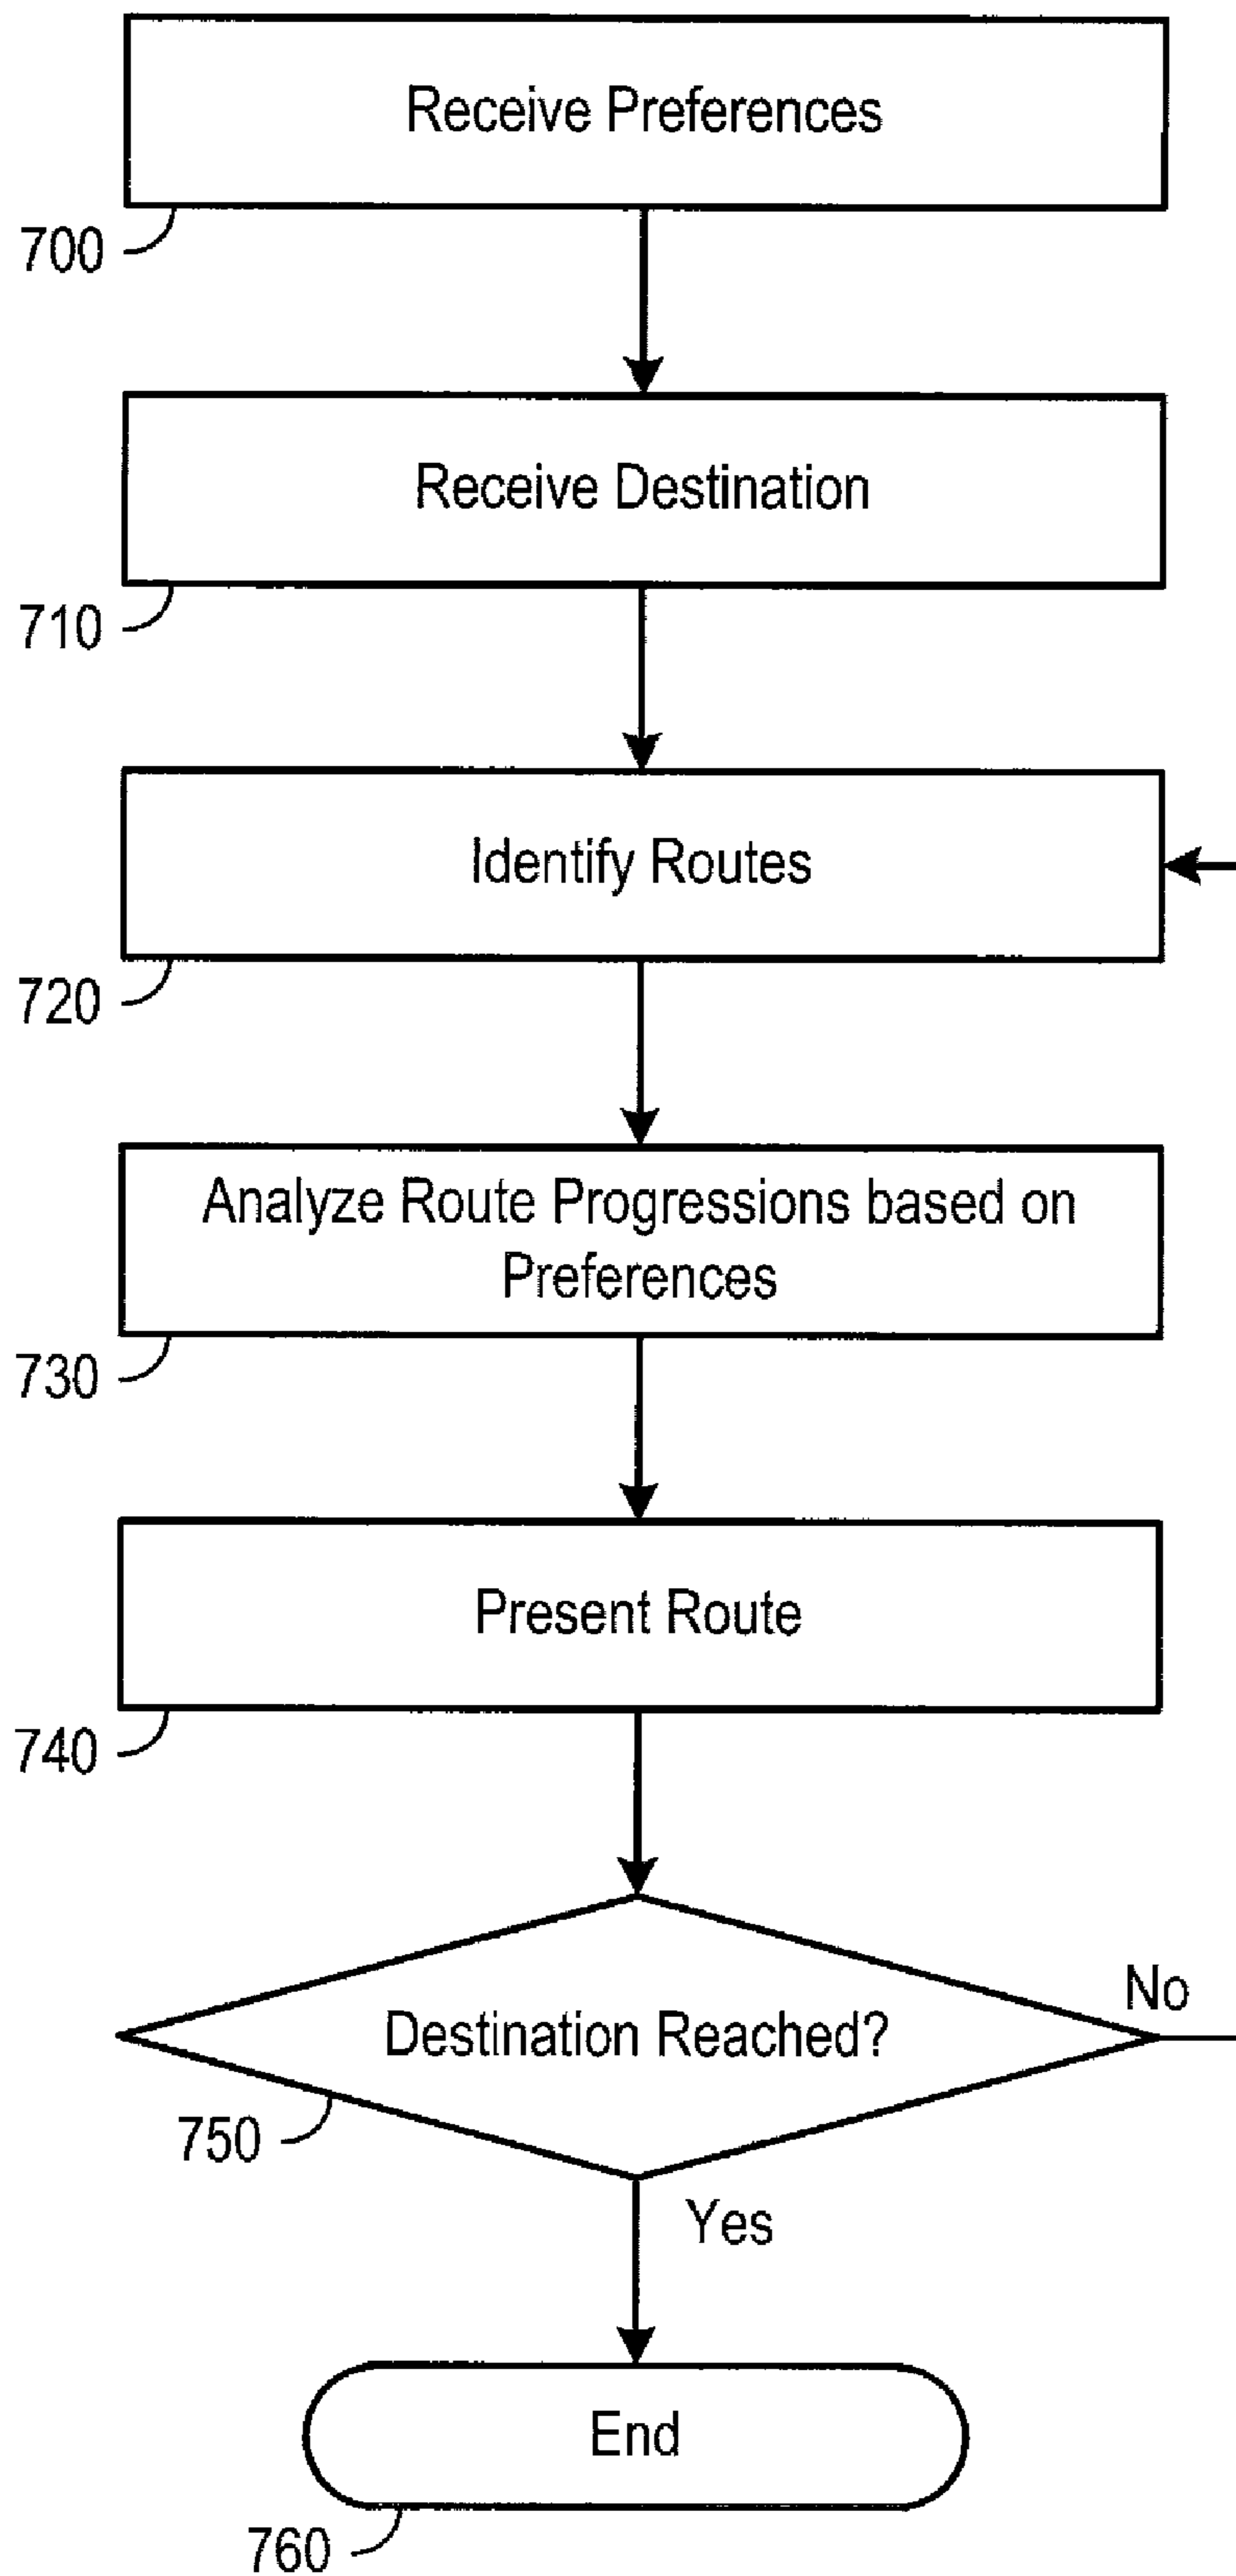 Receive Preferences
700
Receive Destination
710
Identify Routes
720
Analyze Route Progressions based on
Preferences
730
Present Route
740
No
Destination Reached?
750
Yes
End
760